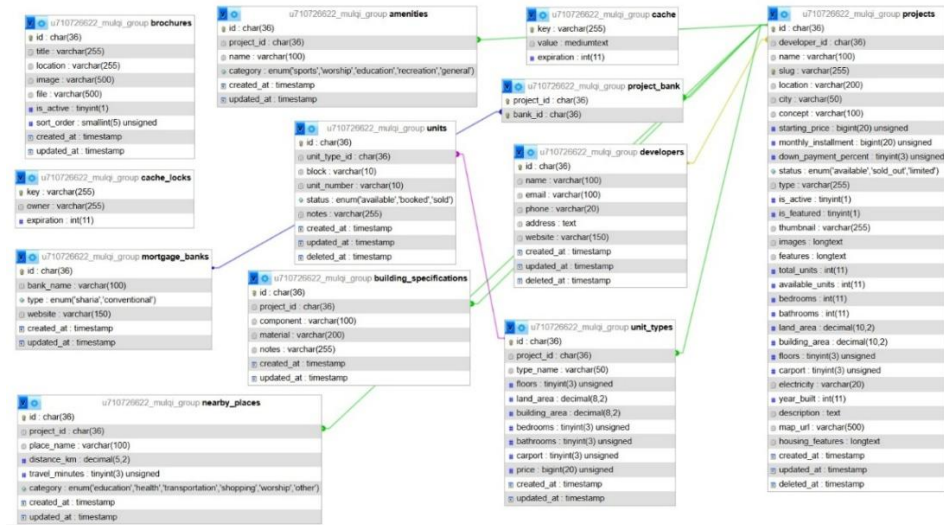 u710726622_mulqi_group brochures
id : char(36)
title : varchar(255)
location : varchar(255)
image : varchar(500)
file : varchar(500)
is_active : tinyint(1)
sort_order : smallint(5) unsigned
created_at : timestamp
updated_at : timestamp
u710726622_mulqi_group amenities
id : char(36)
project_id : char(36)
name : varchar(100)
category : enum('sports','worship','education','recreation','general')
created_at : timestamp
updated_at : timestamp
u710726622_mulqi_group cache
key : varchar(255)
value : mediumtext
expiration : int(11)
u710726622_mulqi_group projects
id : char(36)
developer_id : char(36)
name : varchar(100)
slug : varchar(255)
location : varchar(200)
city : varchar(50)
concept : varchar(100)
starting_price : bigint(20) unsigned
monthly_installment : bigint(20) unsigned
down_payment_percent : tinyint(3) unsigned
status : enum('available','sold_out','limited')
type : varchar(255)
is_active : tinyint(1)
is_featured : tinyint(1)
thumbnail : varchar(255)
images : longtext
features : longtext
total_units : int(11)
available_units : int(11)
bedrooms : int(11)
bathrooms : int(11)
land_area : decimal(10,2)
building_area : decimal(10,2)
floors : tinyint(3) unsigned
carport : tinyint(3) unsigned
electricity : varchar(20)
year_built : int(11)
description : text
map_url : varchar(500)
housing_features : longtext
created_at : timestamp
updated_at : timestamp
deleted_at : timestamp
u710726622_mulqi_group project_bank
project_id : char(36)
bank_id : char(36)
u710726622_mulqi_group units
id : char(36)
unit_type_id : char(36)
block : varchar(10)
unit_number : varchar(10)
status : enum('available','booked','sold')
notes : varchar(255)
created_at : timestamp
updated_at : timestamp
deleted_at : timestamp
u710726622_mulqi_group developers
id : char(36)
name : varchar(100)
email : varchar(100)
phone : varchar(20)
address : text
website : varchar(150)
created_at : timestamp
updated_at : timestamp
deleted_at : timestamp
u710726622_mulqi_group cache_locks
key : varchar(255)
owner : varchar(255)
expiration : int(11)
u710726622_mulqi_group mortgage_banks
id : char(36)
bank_name : varchar(100)
type : enum('sharia','conventional')
website : varchar(150)
created_at : timestamp
updated_at : timestamp
u710726622_mulqi_group building_specifications
id : char(36)
project_id : char(36)
component : varchar(100)
material : varchar(200)
notes : varchar(255)
created_at : timestamp
updated_at : timestamp
u710726622_mulqi_group unit_types
id : char(36)
project_id : char(36)
type_name : varchar(50)
floors : tinyint(3) unsigned
land_area : decimal(8,2)
building_area : decimal(8,2)
bedrooms : tinyint(3) unsigned
bathrooms : tinyint(3) unsigned
carport : tinyint(3) unsigned
price : bigint(20) unsigned
created_at : timestamp
updated_at : timestamp
u710726622_mulqi_group nearby_places
id : char(36)
project_id : char(36)
place_name : varchar(100)
distance_km : decimal(5,2)
travel_minutes : tinyint(3) unsigned
category : enum('education','health','transportation','shopping','worship','other')
created_at : timestamp
updated_at : timestamp